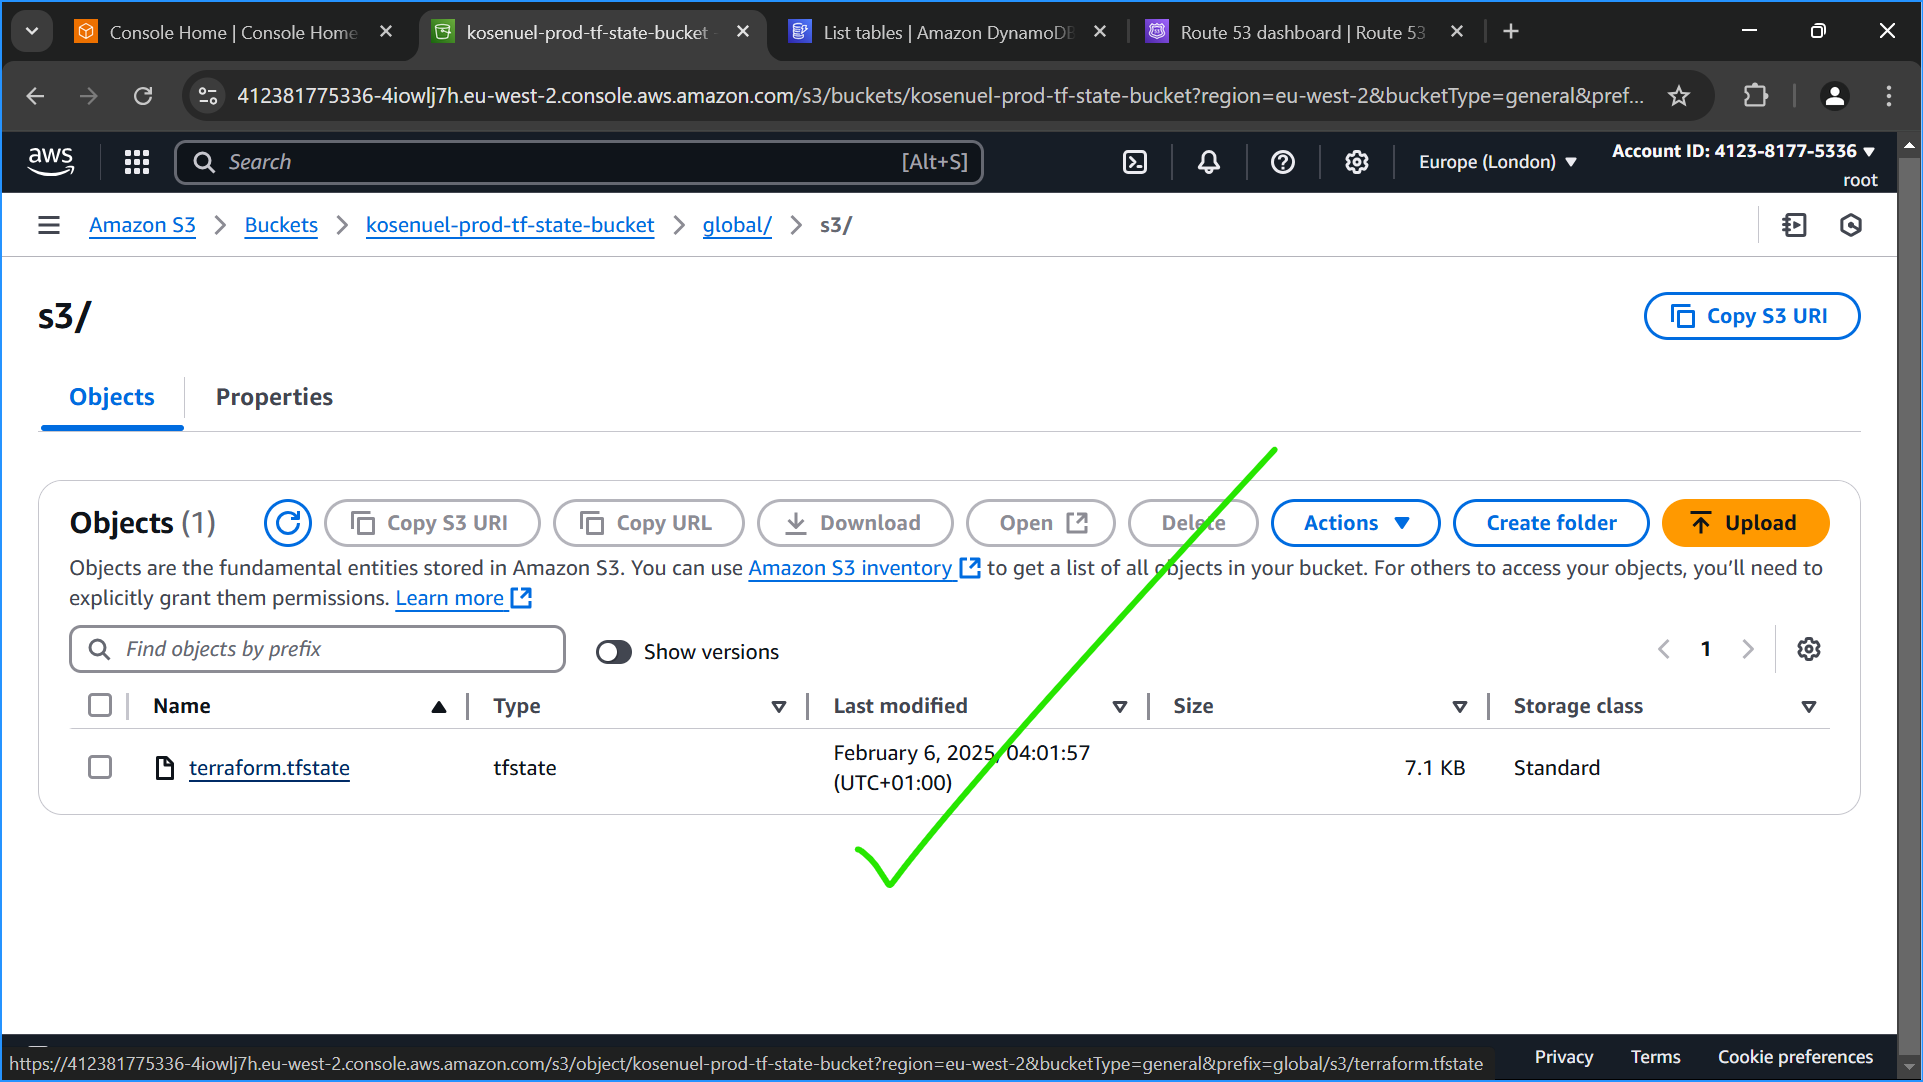 Console Home | Console Home
kosenuel-prod-tf-state-bucket -
List tables | Amazon DynamoDB
Route 53 dashboard | Route 53
412381775336-4iowlj7h.eu-west-2.console.aws.amazon.com/s3/buckets/kosenuel-prod-tf-state-bucket?region=eu-west-2&bucketType=general&pref...
aws
Search
[Alt+S]
Europe (London)
Account ID: 4123-8177-5336
root
Amazon S3 > Buckets > kosenuel-prod-tf-state-bucket > global/ > s3/
s3/
Copy S3 URI
Objects
Properties
Objects (1)
Copy S3 URI
Copy URL
Download
Open
Delete
Actions
Create folder
Upload
Objects are the fundamental entities stored in Amazon S3. You can use Amazon S3 inventory to get a list of all objects in your bucket. For others to access your objects, you'll need to
explicitly grant them permissions. Learn more
Find objects by prefix
Show versions
1
Name
Type
Last modified
Size
Storage class
terraform.tfstate
tfstate
February 6, 2025, 04:01:57
(UTC+01:00)
7.1 KB
Standard
https://412381775336-4iowlj7h.eu-west-2.console.aws.amazon.com/s3/object/kosenuel-prod-tf-state-bucket?region=eu-west-2&bucketType=general&prefix=global/s3/terraform.tfstate
Privacy
Terms
Cookie preferences